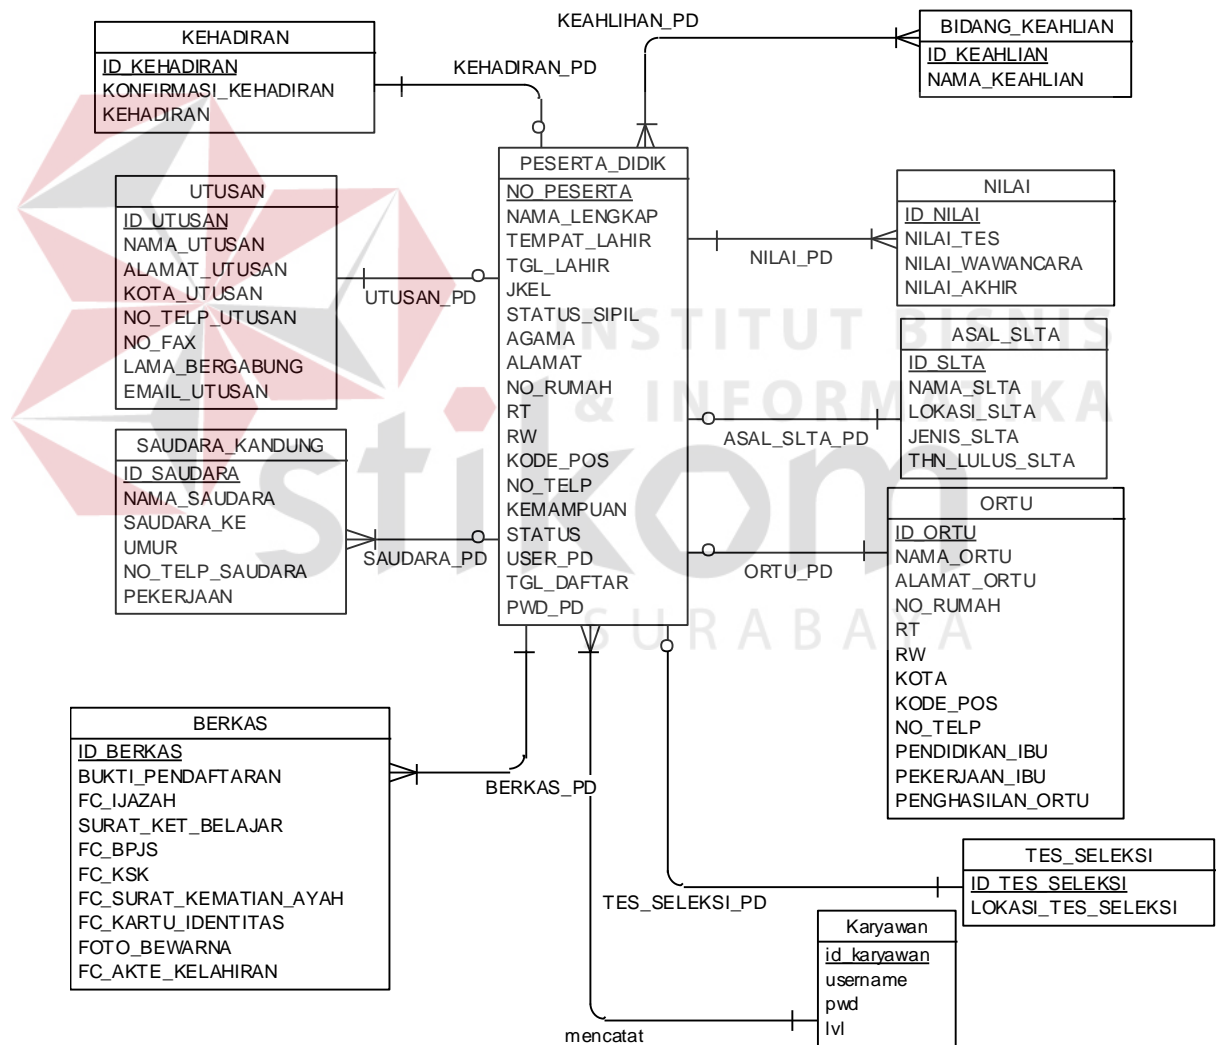 KEAHLIHAN_PD
BIDANG_KEAHLIAN
ID_KEAHLIAN
NAMA_KEAHLIAN
KEHADIRAN
ID_KEHADIRAN
KONFIRMASI_KEHADIRAN
KEHADIRAN
KEHADIRAN_PD
PESERTA_DIDIK
NO_PESERTA
NAMA_LENGKAP
TEMPAT_LAHIR
TGL_LAHIR
JKEL
STATUS_SIPIL
AGAMA
ALAMAT
NO_RUMAH
RT
RW
KODE_POS
NO_TELP
KEMAMPUAN
STATUS
USER_PD
TGL_DAFTAR
PWD_PD
UTUSAN
ID_UTUSAN
NAMA_UTUSAN
ALAMAT_UTUSAN
KOTA_UTUSAN
NO_TELP_UTUSAN
NO_FAX
LAMA_BERGABUNG
EMAIL_UTUSAN
UTUSAN_PD
NILAI
ID_NILAI
NILAI_TES
NILAI_WAWANCARA
NILAI_AKHIR
NILAI_PD
INSTITUT BISNIS
& INFORMATIKA
stikom
SURABAYA
ASAL_SLTA
ID_SLTA
NAMA_SLTA
LOKASI_SLTA
JENIS_SLTA
THN_LULUS_SLTA
ASAL_SLTA_PD
SAUDARA_KANDUNG
ID_SAUDARA
NAMA_SAUDARA
SAUDARA_KE
UMUR
NO_TELP_SAUDARA
PEKERJAAN
SAUDARA_PD
ORTU
ID_ORTU
NAMA_ORTU
ALAMAT_ORTU
NO_RUMAH
RT
RW
KOTA
KODE_POS
NO_TELP
PENDIDIKAN_IBU
PEKERJAAN_IBU
PENGHASILAN_ORTU
ORTU_PD
BERKAS
ID_BERKAS
BUKTI_PENDAFTARAN
FC_IJAZAH
SURAT_KET_BELAJAR
FC_BPJS
FC_KSK
FC_SURAT_KEMATIAN_AYAH
FC_KARTU_IDENTITAS
FOTO_BEWARNA
FC_AKTE_KELAHIRAN
BERKAS_PD
TES_SELEKSI
ID_TES_SELEKSI
LOKASI_TES_SELEKSI
TES_SELEKSI_PD
Karyawan
id_karyawan
username
pwd
lvl
mencatat